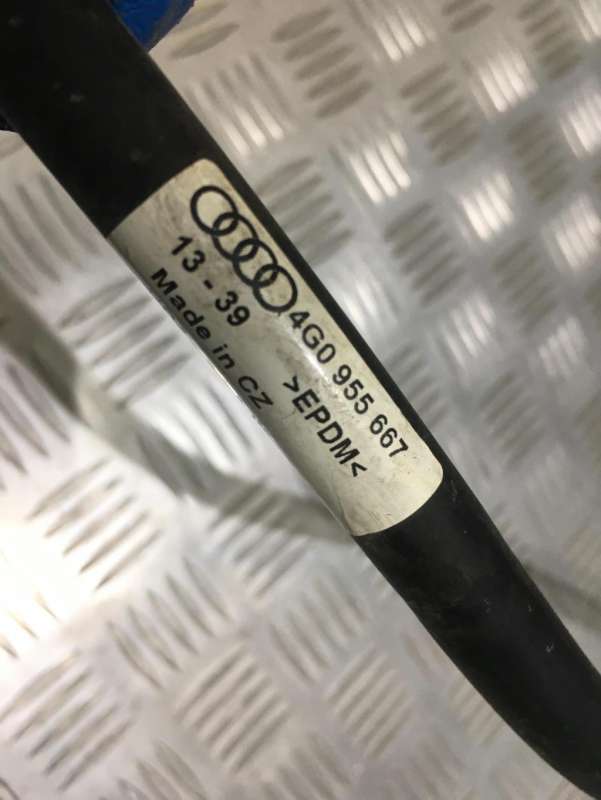 4G0 955 667
13 - 39 >EPDM<
Made in CZ